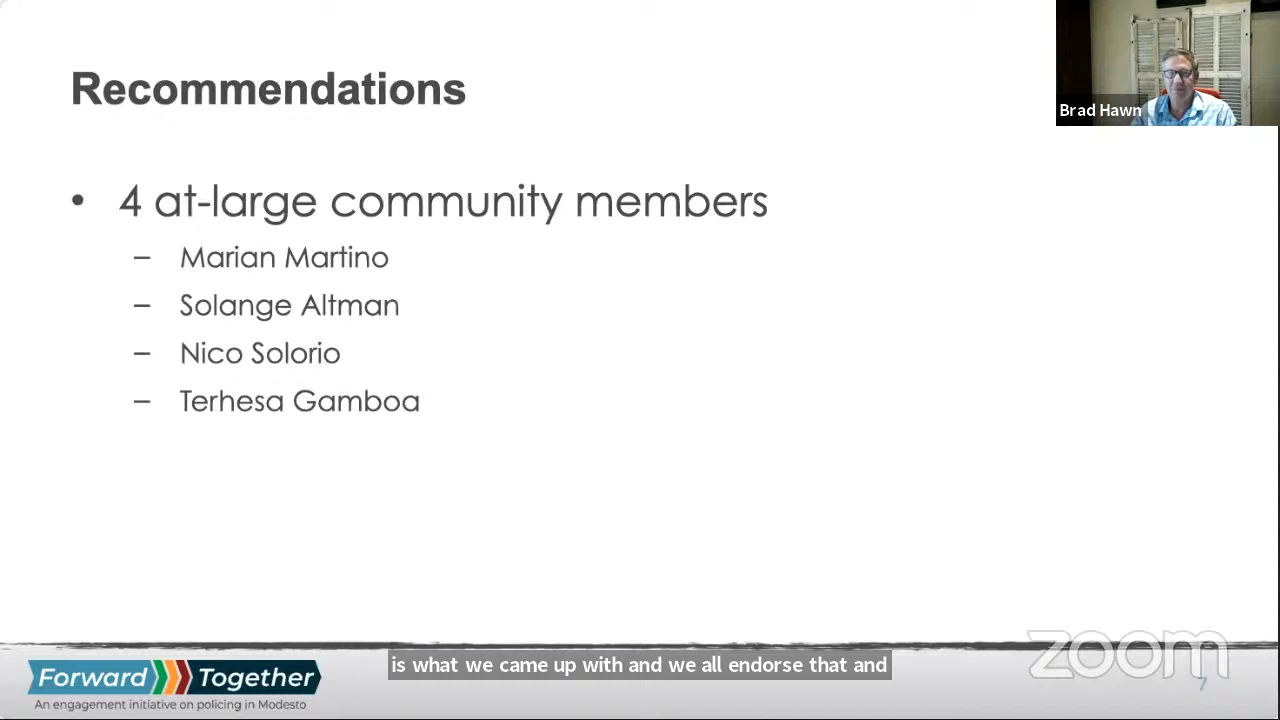 Recommendations
Brad Hawn
• 4 at-large community members
– Marian Martino
– Solange Altman
– Nico Solorio
– Terhesa Gamboa
is what we came up with and we all endorse that and
zoom
7
Forward Together
An engagement initiative on policing in Modesto